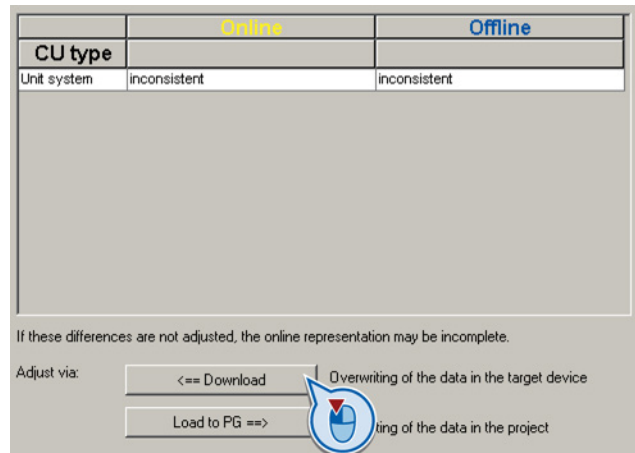 Online Offline
CU type
Unit system inconsistent inconsistent
If these differences are not adjusted, the online representation may be incomplete.
Adjust via: <== Download Overwriting of the data in the target device
Load to PG ==> ting of the data in the project